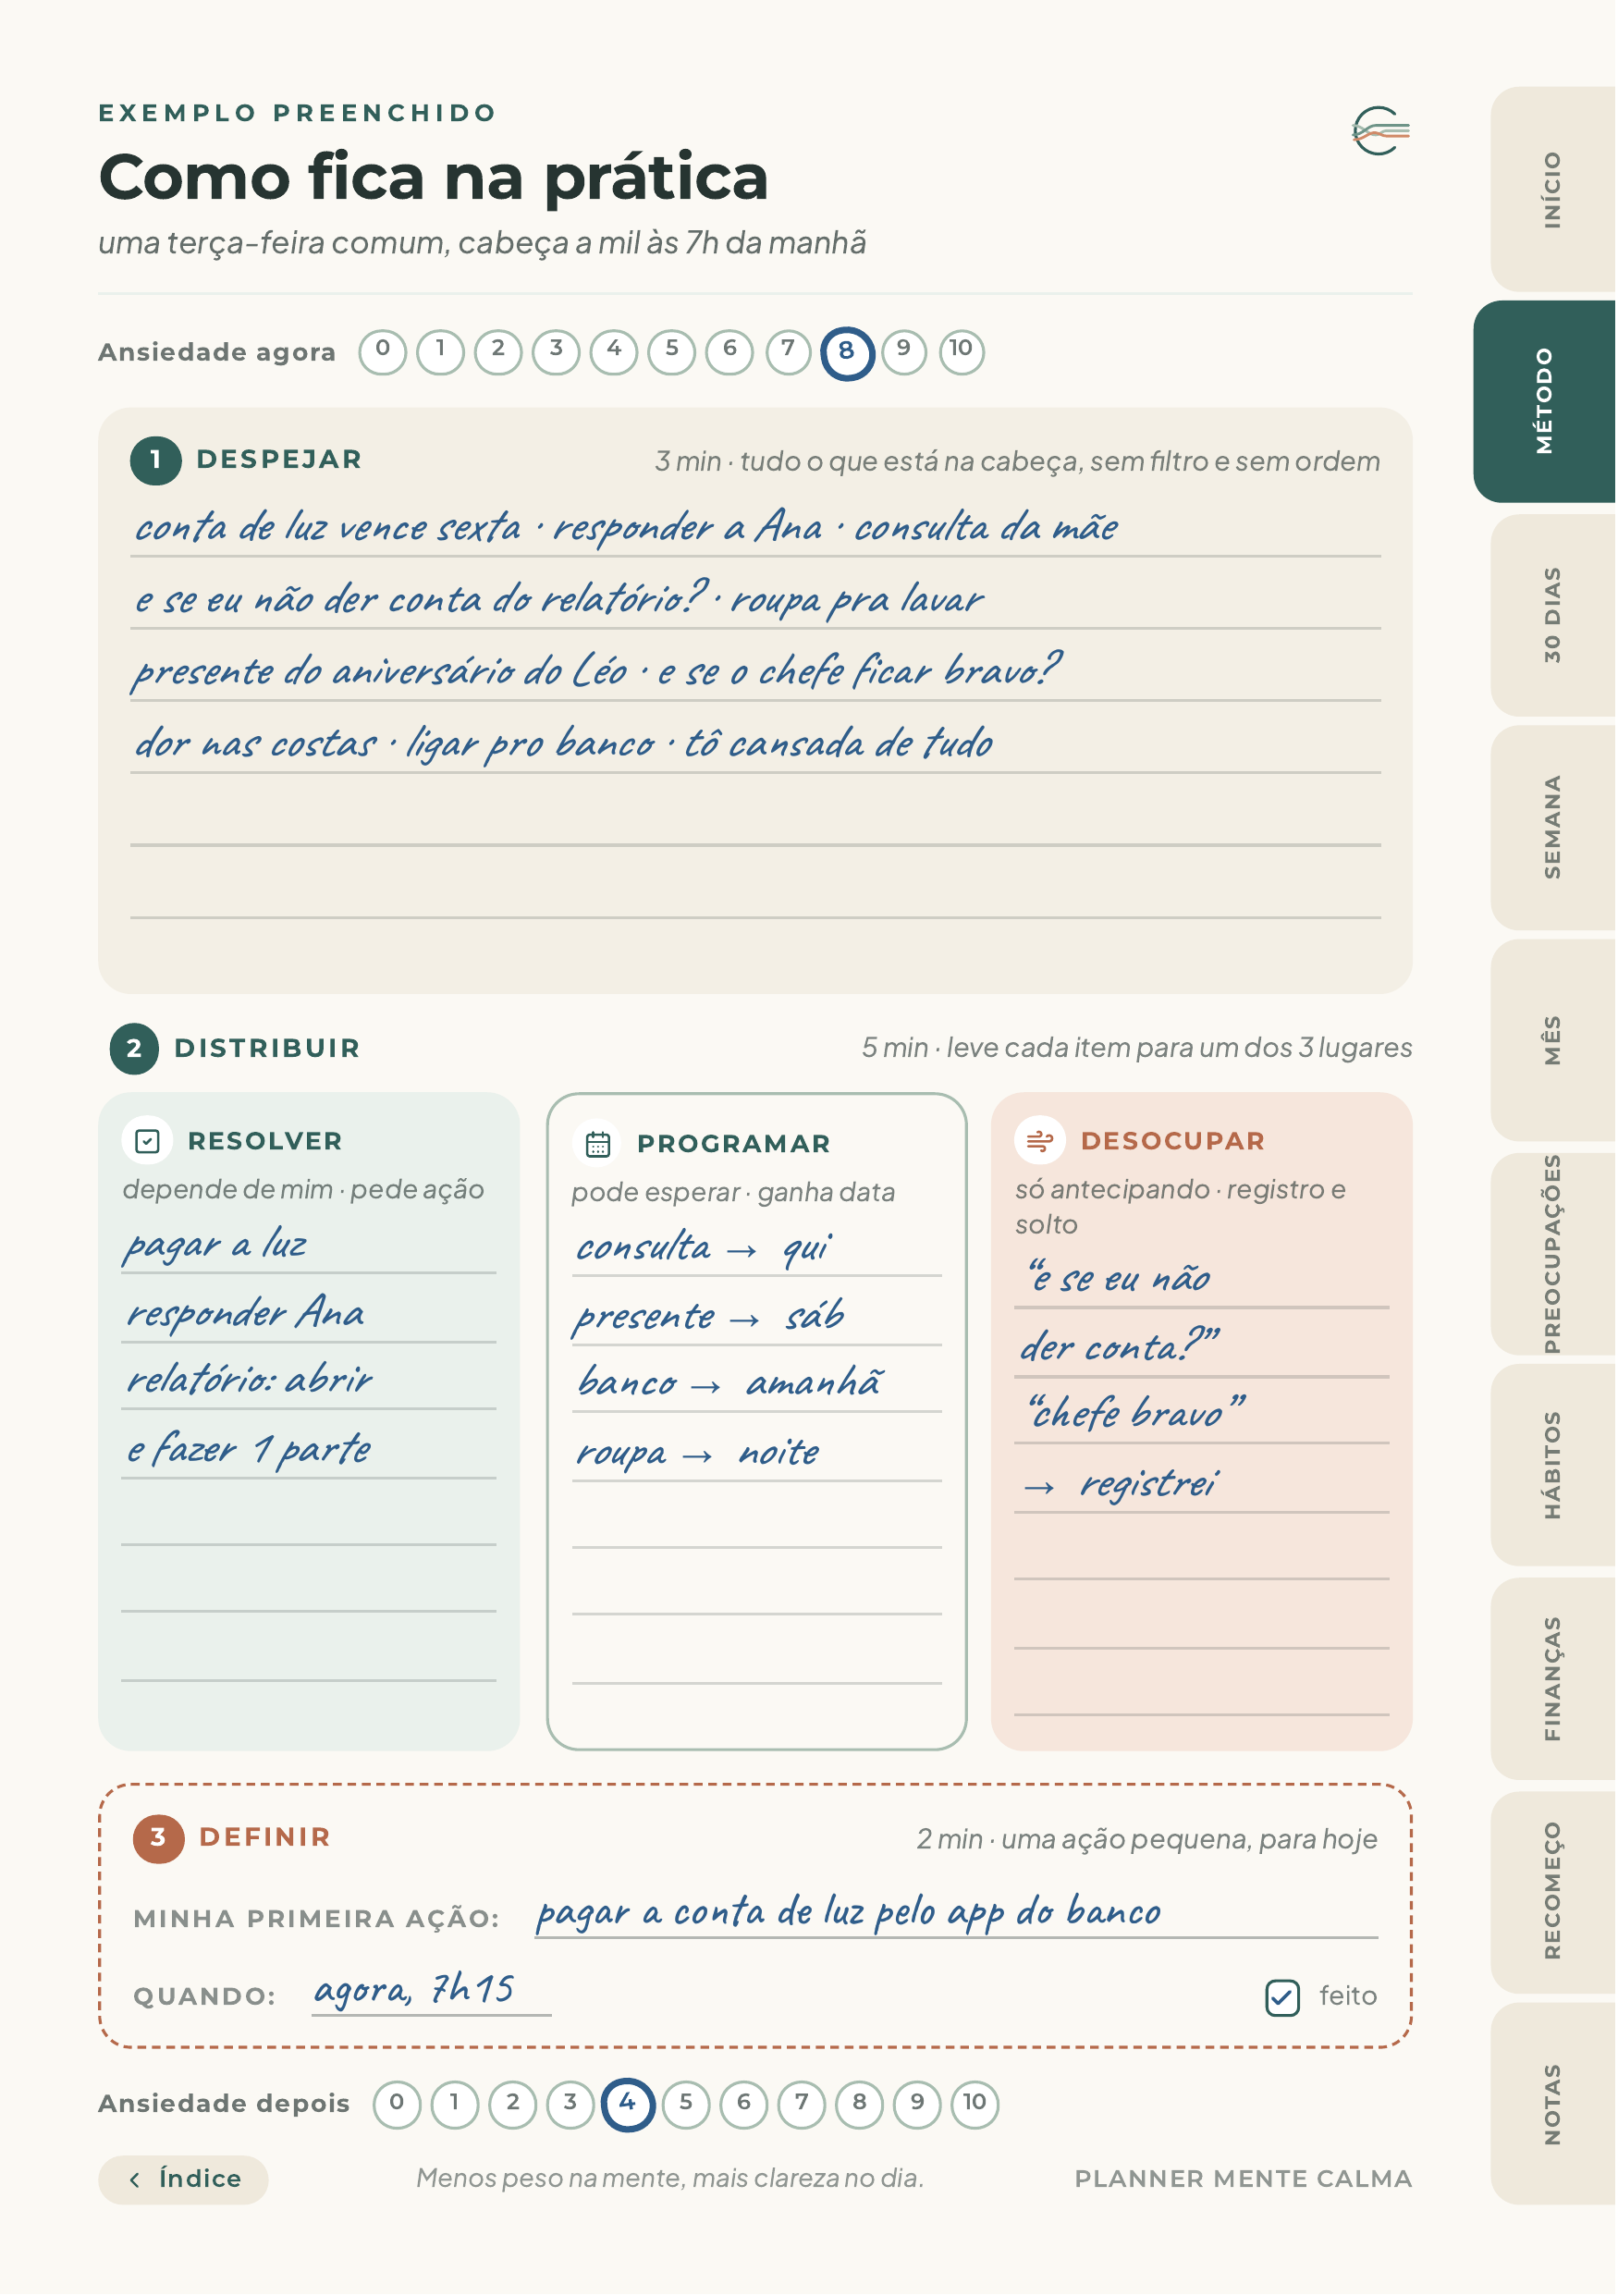 EXEMPLO PREENCHIDO
Como fica na prática
uma terça-feira comum, cabeça a mil às 7h da manhã
Ansiedade agora 0 1 2 3 4 5 6 7 8 9 10
1 DESPEJAR 3 min · tudo o que está na cabeça, sem filtro e sem ordem
conta de luz vence sexta · responder a Ana · consulta da mãe
e se eu não der conta do relatório? · roupa pra lavar
presente do aniversário do Léo · e se o chefe ficar bravo?
dor nas costas · ligar pro banco · tô cansada de tudo
2 DISTRIBUIR 5 min · leve cada item para um dos 3 lugares
RESOLVER
depende de mim · pede ação
pagar a luz
responder Ana
relatório: abrir
e fazer 1 parte
PROGRAMAR
pode esperar · ganha data
consulta → qui
presente → sáb
banco → amanhã
roupa → noite
DESOCUPAR
só antecipando · registro e
solto
“e se eu não
der conta?”
“chefe bravo”
→ registrei
3 DEFINIR 2 min · uma ação pequena, para hoje
MINHA PRIMEIRA AÇÃO: pagar a conta de luz pelo app do banco
QUANDO: agora, 7h15 feito
Ansiedade depois 0 1 2 3 4 5 6 7 8 9 10
‹ Índice Menos peso na mente, mais clareza no dia. PLANNER MENTE CALMA
INÍCIO
MÉTODO
30 DIAS
SEMANA
MÊS
PREOCUPAÇÕES
HÁBITOS
FINANÇAS
RECOMEÇO
NOTAS